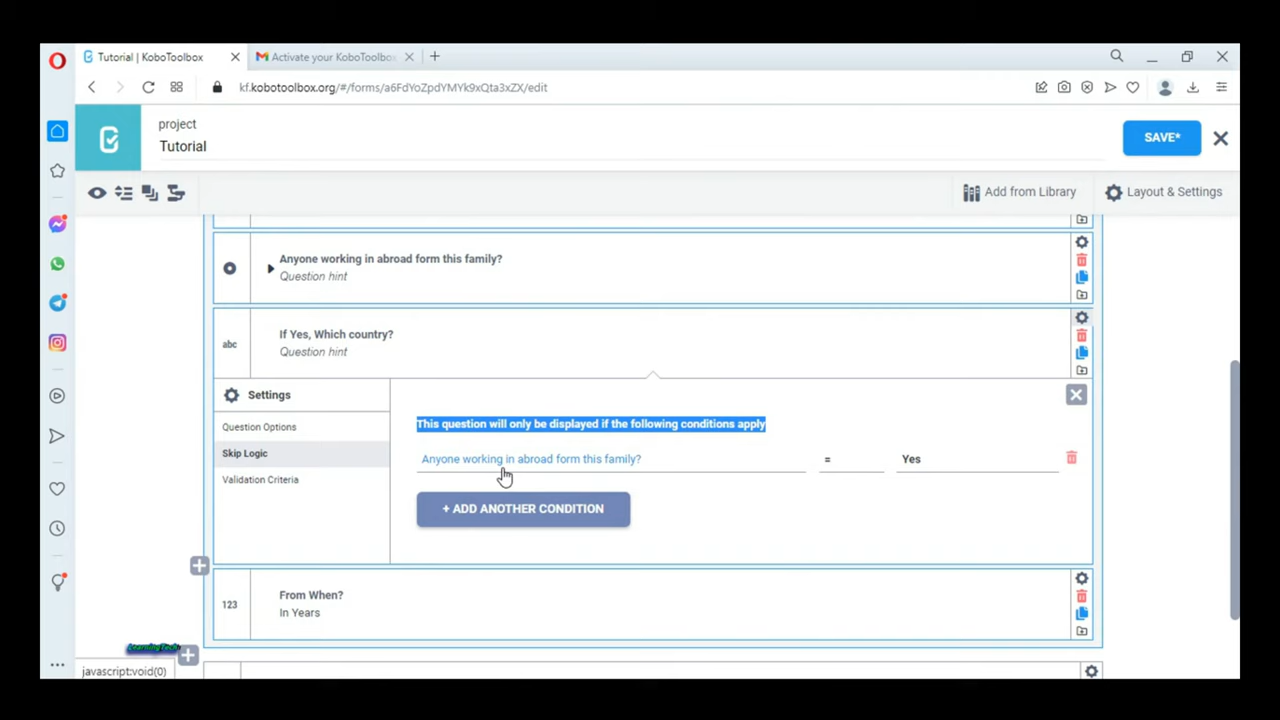 Tutorial | KoboToolbox
Activate your KoboToolbox
kf.kobotoolbox.org/#/forms/a6FdYoZpdYMYk9xQta3xZX/edit
project
Tutorial
SAVE*
Add from Library
Layout & Settings
Anyone working in abroad form this family?
Question hint
abc
If Yes, Which country?
Question hint
Settings
Question Options
Skip Logic
Validation Criteria
This question will only be displayed if the following conditions apply
Anyone working in abroad form this family?
=
Yes
+ ADD ANOTHER CONDITION
123
From When?
In Years
LearningTech
javascript:void(0)